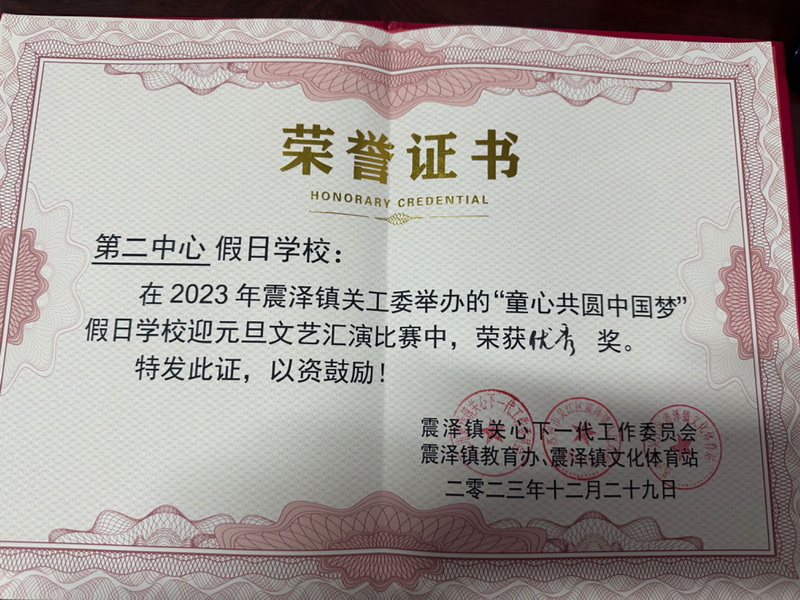 荣誉证书
HONORARY CREDENTIAL
第二中心 假日学校：
在 2023 年震泽镇关工委举办的“童心共圆中国梦”
假日学校迎元旦文艺汇演比赛中，荣获优秀 奖。
特发此证，以资鼓励！
震泽镇关心下一代工作委员会
震泽镇教育办、震泽镇文化体育站
二零二三年十二月二十九日